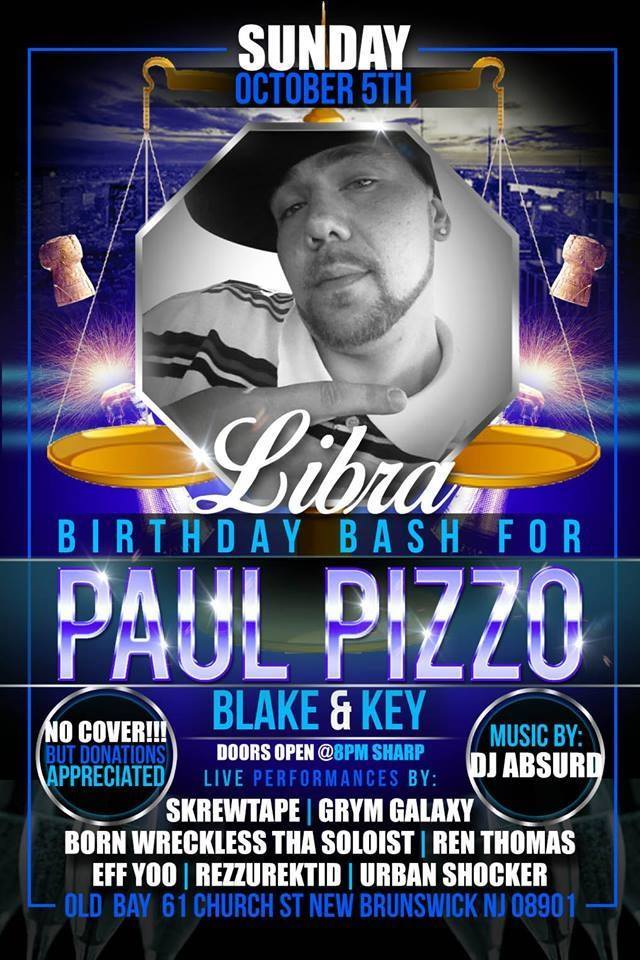 SUNDAY
OCTOBER 5TH
Libra
BIRTHDAY BASH FOR
PAUL PIZZO
BLAKE & KEY
NO COVER!!!
BUT DONATIONS
APPRECIATED
DOORS OPEN @8PM SHARP
MUSIC BY:
DJ ABSURD
LIVE PERFORMANCES BY:
SKREWTAPE | GRYM GALAXY
BORN WRECKLESS THA SOLOIST | REN THOMAS
EFF YOO | REZZUREKTID | URBAN SHOCKER
OLD BAY 61 CHURCH ST NEW BRUNSWICK NJ 08901